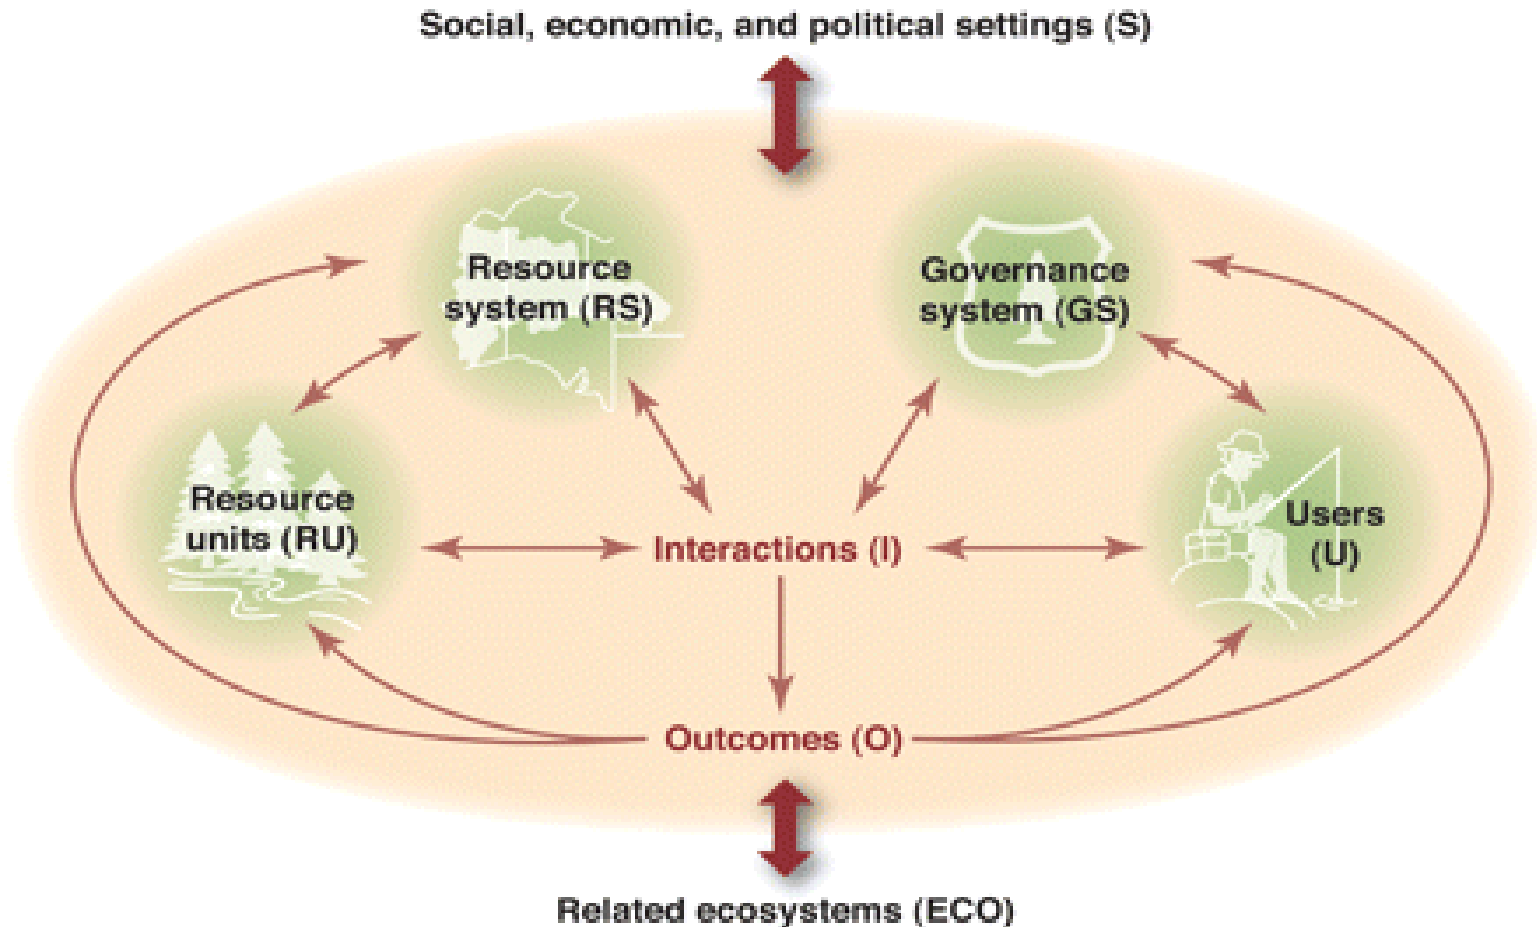 Social, economic, and political settings (S)
Resource
system (RS)
Governance
system (GS)
Resource
units (RU)
Users
(U)
Interactions (I)
Outcomes (O)
Related ecosystems (ECO)